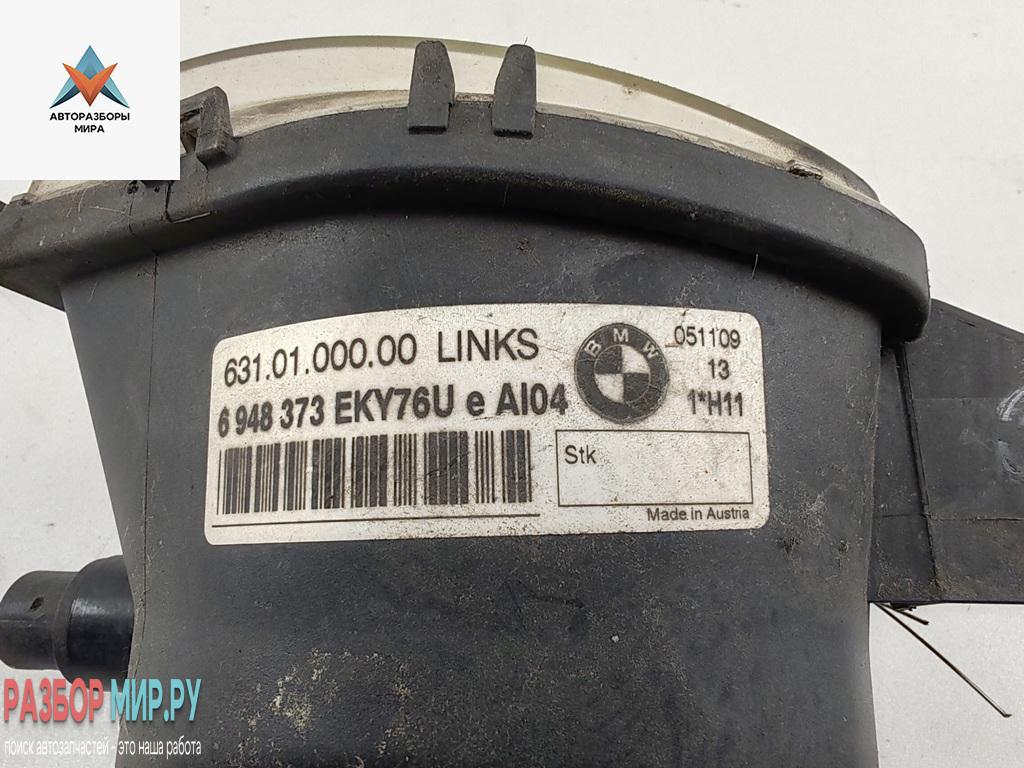 АВТОРАЗБОРЫ
МИРА
631.01.000.00 LINKS
6 948 373 EKY76U e AI04
BMW
051109
13
1*H11
Stk
Made in Austria
РАЗБОР МИР.РУ
поиск автозапчастей - это наша работа